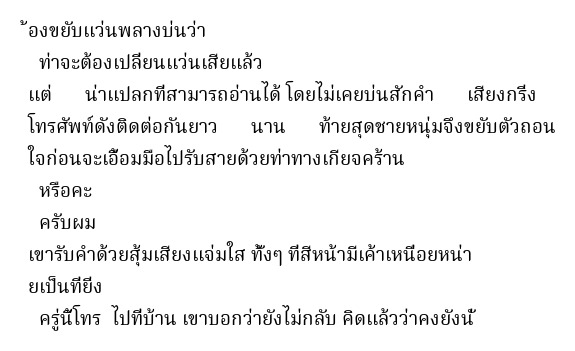 ้องขยับแว่นพลางบ่นว่า
ท่าจะต้องเปลี่ยนแว่นเสียแล้ว
แต่ น่าแปลกที่สามารถอ่านได้ โดยไม่เคยบ่นสักคำ เสียงกริ่ง
โทรศัพท์ดังติดต่อกันยาว นาน ท้ายสุดชายหนุ่มจึงขยับตัวถอน
ใจก่อนจะเอื้อมมือไปรับสายด้วยท่าทางเกียจคร้าน
หรือคะ
ครับผม
เขารับคำด้วยสุ้มเสียงแจ่มใส ทั้งๆ ที่สีหน้ามีเค้าเหนื่อยหน่า
ยเป็นที่ยิ่ง
ครู่นี้โทร ไปที่บ้าน เขาบอกว่ายังไม่กลับ คิดแล้วว่าคงยังนั